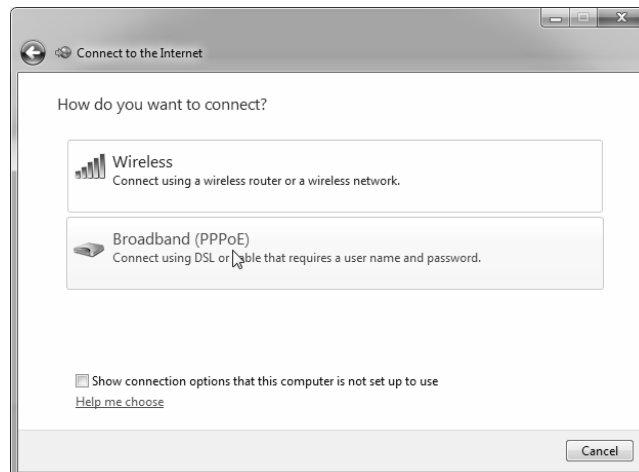 Connect to the Internet
How do you want to connect?
Wireless
Connect using a wireless router or a wireless network.
Broadband (PPPoE)
Connect using DSL or cable that requires a user name and password.
Show connection options that this computer is not set up to use
Help me choose
Cancel